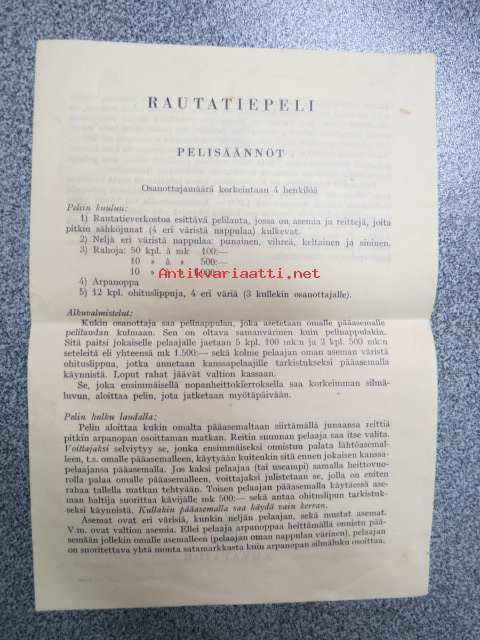 RAUTATIEPELI
PELISÄÄNNÖT
Osanottajamäärä korkeintaan 4 henkilöä
Peliin kuuluu:
1) Rautatieverkostoa esittävä pelilauta, jossa on asemia ja reittejä, joita
pitkin sähköjunat (4 eri väristä nappulaa) kulkevat.
2) Neljä eri väristä nappulaa: punainen, vihreä, keltainen ja sininen.
3) Rahoja: 50 kpl. à mk 100:—
10 » à » 500:—
10 »
Antikvariaatti.net
4) Arpanoppa
5) 12 kpl. ohituslippuja, 4 eri väriä (3 kullekin osanottajalle).
Alkuvalmistelut:
Kukin osanottaja saa pelinappulan, joka asetetaan omalle pääasemalle
pelilaudan kulmaan. Sen on oltava samanvärinen kuin pelinappulakin.
Sitä paitsi jokaiselle pelaajalle jaetaan 5 kpl. 100 mk:n ja 2 kpl. 500 mk:n
seteleitä eli yhteensä mk 1.500:— sekä kolme pelaajan oman aseman väristä
ohituslippua, jotka annetaan kanssapelaajille tarkistukseksi pääasemalla
käynnistä. Loput rahat jäävät valtion kassaan.
Se, joka ensimmäisellä nopanheittokierroksella saa korkeimman silmä-
luvun, aloittaa pelin, jota jatketaan myötäpäivään.
Pelin kulku laudalla:
Pelin aloittaa kukin omalta pääasemaltaan siirtämällä junaansa reittiä
pitkin arpanopan osoittaman matkan. Reitin suunnan pelaaja saa itse valita.
Voittajaksi selviytyy se, jonka ensimmäiseksi onnistuu palata lähtöasemal-
leen, t.s. omalle pääasemalleen, käytyään kuitenkin sitä ennen jokaisen kanssa-
pelaajansa pääasemalla. Jos kaksi pelaajaa (tai useampi) samalla heittovuo-
rolla palaa omalle pääasemalleen, voittajaksi julistetaan se, jolla on eniten
rahaa tallella matkan tehtyään. Toisen pelaajan pääasemalla käytäessä ase-
man haltija suorittaa kävijälle mk 500:— sekä antaa ohituslipun tarkistuk-
seksi käynnistä. Kullakin pääasemalla saa käydä vain kerran.
Asemat ovat eri värisiä, kunkin neljän pelaajan, sekä mustat asemat.
V.m. ovat valtion asemia. Ellei pelaaja arpanoppaa heittämällä onnistu pää-
semään jollekin omalle asemalleen (pelaajan oman nappulan värinen), pelaajan
on suoritettava yhtä monta satamarkkasta kuin arpanopan silmäluku osoittaa,